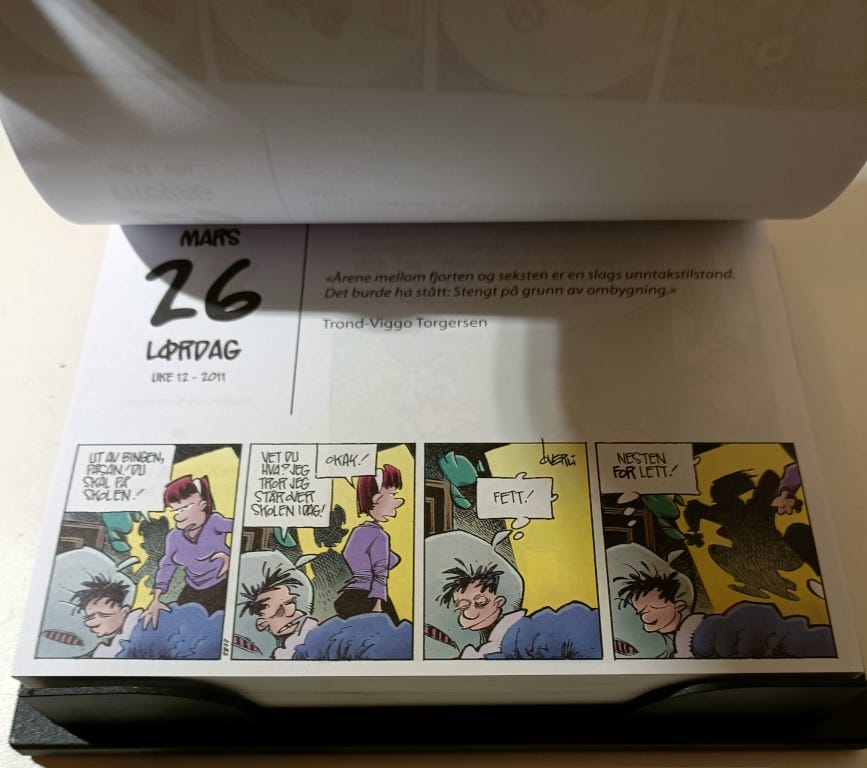 MARS
26
LØRDAG
UKE 12 - 2011
«Årene mellom fjorten og seksten er en slags unntakstilstand.
Det burde ha stått: Stengt på grunn av ombygning.»
Trond-Viggo Torgersen
UT AV BINGEN,
PASAN! DU
SKAL PÅ
SKOLEN!
VET DU
HVA? JEG
TROR JEG
STÅR OVER
SKOLEN I DAG!
OKAY!
FETT!
ØVERLI
NESTEN
FOR LETT!